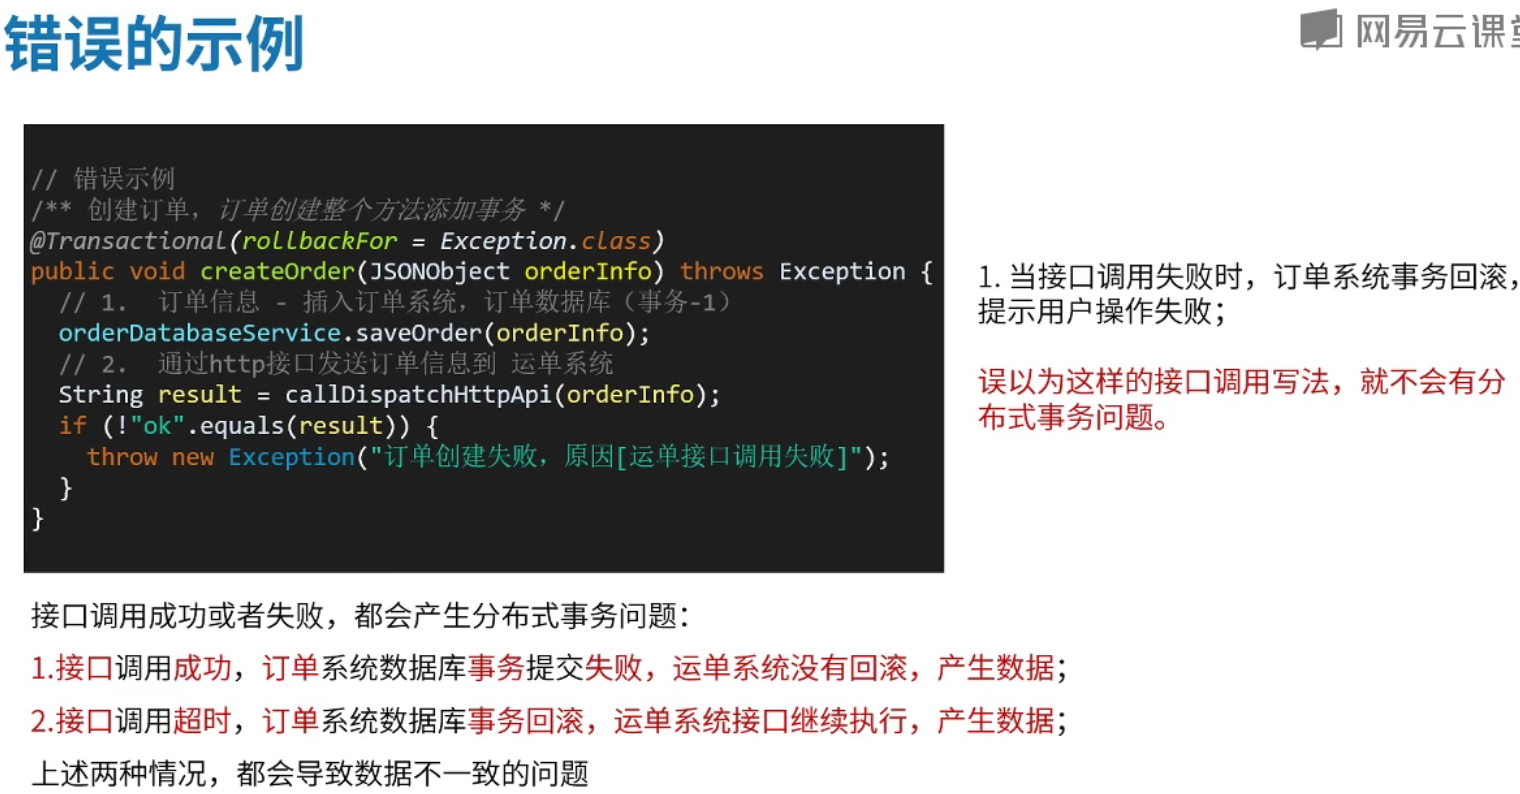 错误的示例
网易云课堂
// 错误示例
/** 创建订单，订单创建整个方法添加事务 */
@Transactional(rollbackFor = Exception.class)
public void createOrder(JSONObject orderInfo) throws Exception {
// 1. 订单信息 - 插入订单系统，订单数据库（事务-1）
orderDatabaseService.saveOrder(orderInfo);
// 2. 通过http接口发送订单信息到 运单系统
String result = callDispatchHttpApi(orderInfo);
if (!"ok".equals(result)) {
throw new Exception("订单创建失败，原因[运单接口调用失败]");
}
}
1. 当接口调用失败时，订单系统事务回滚，
提示用户操作失败；
误以为这样的接口调用写法，就不会有分
布式事务问题。
接口调用成功或者失败，都会产生分布式事务问题：
1.接口调用成功，订单系统数据库事务提交失败，运单系统没有回滚，产生数据；
2.接口调用超时，订单系统数据库事务回滚，运单系统接口继续执行，产生数据；
上述两种情况，都会导致数据不一致的问题